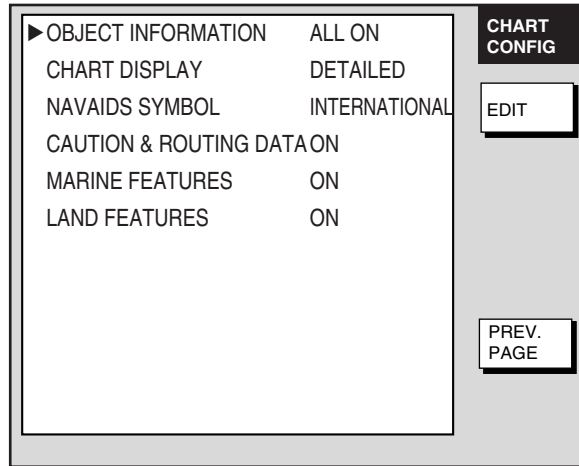 ▶OBJECT INFORMATION ALL ON
CHART DISPLAY DETAILED
NAVAIDS SYMBOL INTERNATIONAL
CAUTION & ROUTING DATA ON
MARINE FEATURES ON
LAND FEATURES ON
CHART
CONFIG
EDIT
PREV.
PAGE